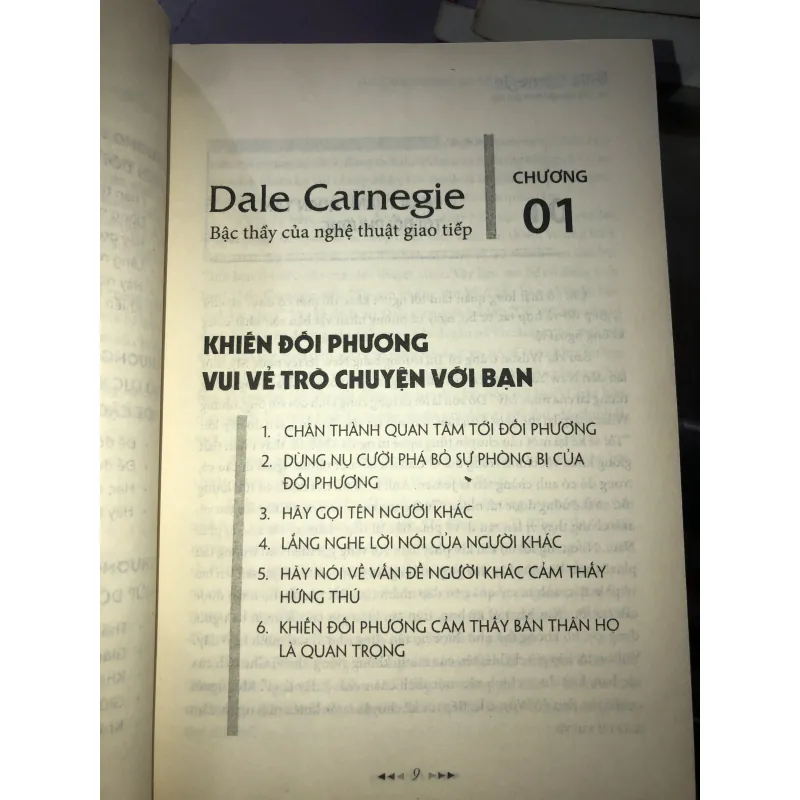 Dale Carnegie
Bậc thầy của nghệ thuật giao tiếp
CHƯƠNG
01
KHIẾN ĐỐI PHƯƠNG
VUI VẺ TRÒ CHUYỆN VỚI BẠN
1. CHÂN THÀNH QUAN TÂM TỚI ĐỐI PHƯƠNG
2. DÙNG NỤ CƯỜI PHÁ BỎ SỰ PHÒNG BỊ CỦA
ĐỐI PHƯƠNG
3. HÃY GỌI TÊN NGƯỜI KHÁC
4. LẮNG NGHE LỜI NÓI CỦA NGƯỜI KHÁC
5. HÃY NÓI VỀ VẤN ĐỀ NGƯỜI KHÁC CẢM THẤY
HỨNG THÚ
6. KHIẾN ĐỐI PHƯƠNG CẢM THẤY BẢN THÂN HỌ
LÀ QUAN TRỌNG
9